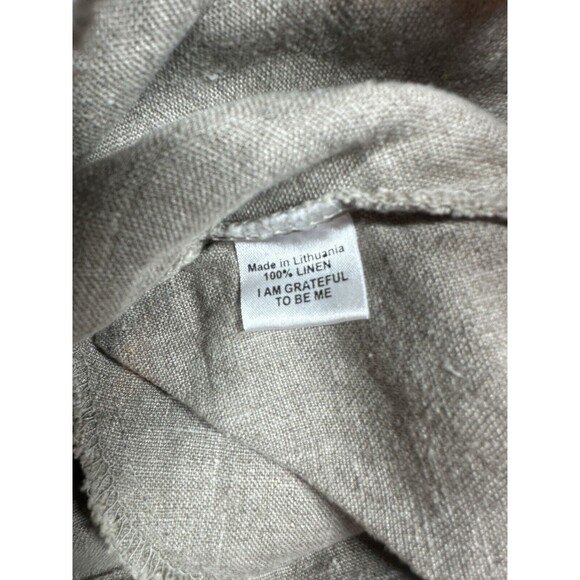 Made in Lithuania
100% LINEN
I AM GRATEFUL
TO BE ME